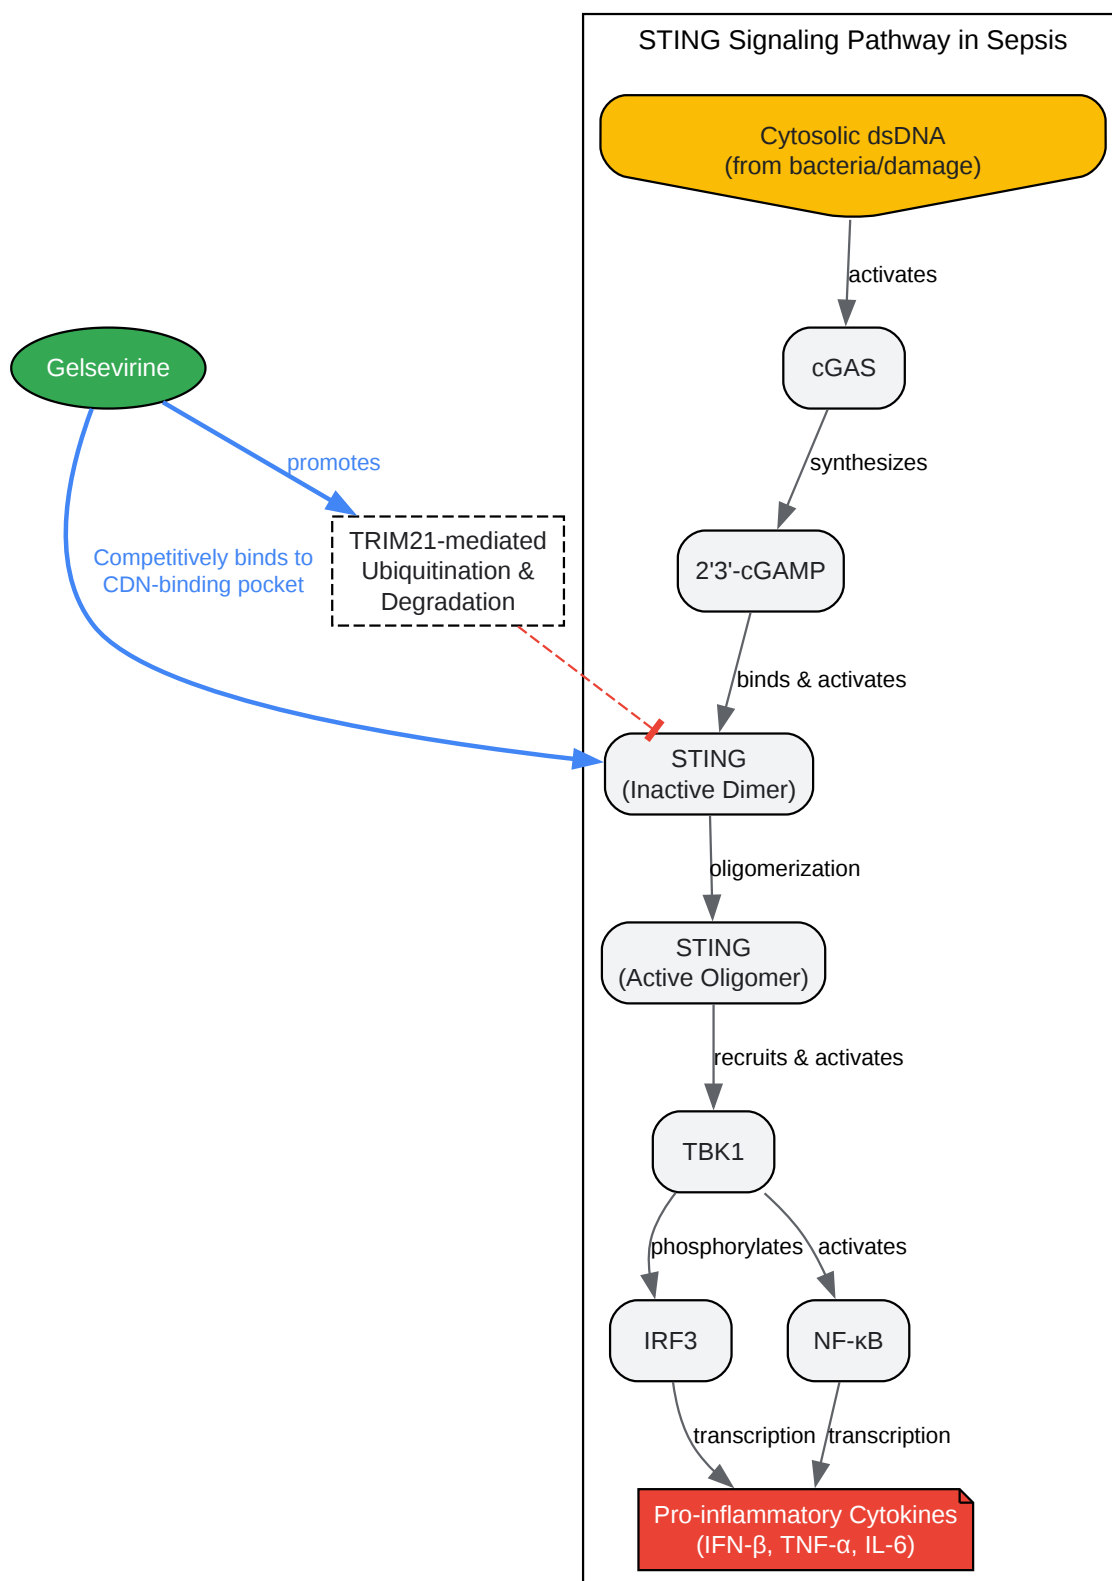 STING Signaling Pathway in Sepsis
Cytosolic dsDNA
(from bacteria/damage)
activates
Gelsevirine
cGAS
promotes
synthesizes
Competitively binds to
CDN-binding pocket
TRIM21-mediated
Ubiquitination &
Degradation
2'3'-cGAMP
binds & activates
STING
(Inactive Dimer)
oligomerization
STING
(Active Oligomer)
recruits & activates
TBK1
phosphorylates
activates
IRF3
NF-κB
transcription
transcription
Pro-inflammatory Cytokines
(IFN-β, TNF-α, IL-6)